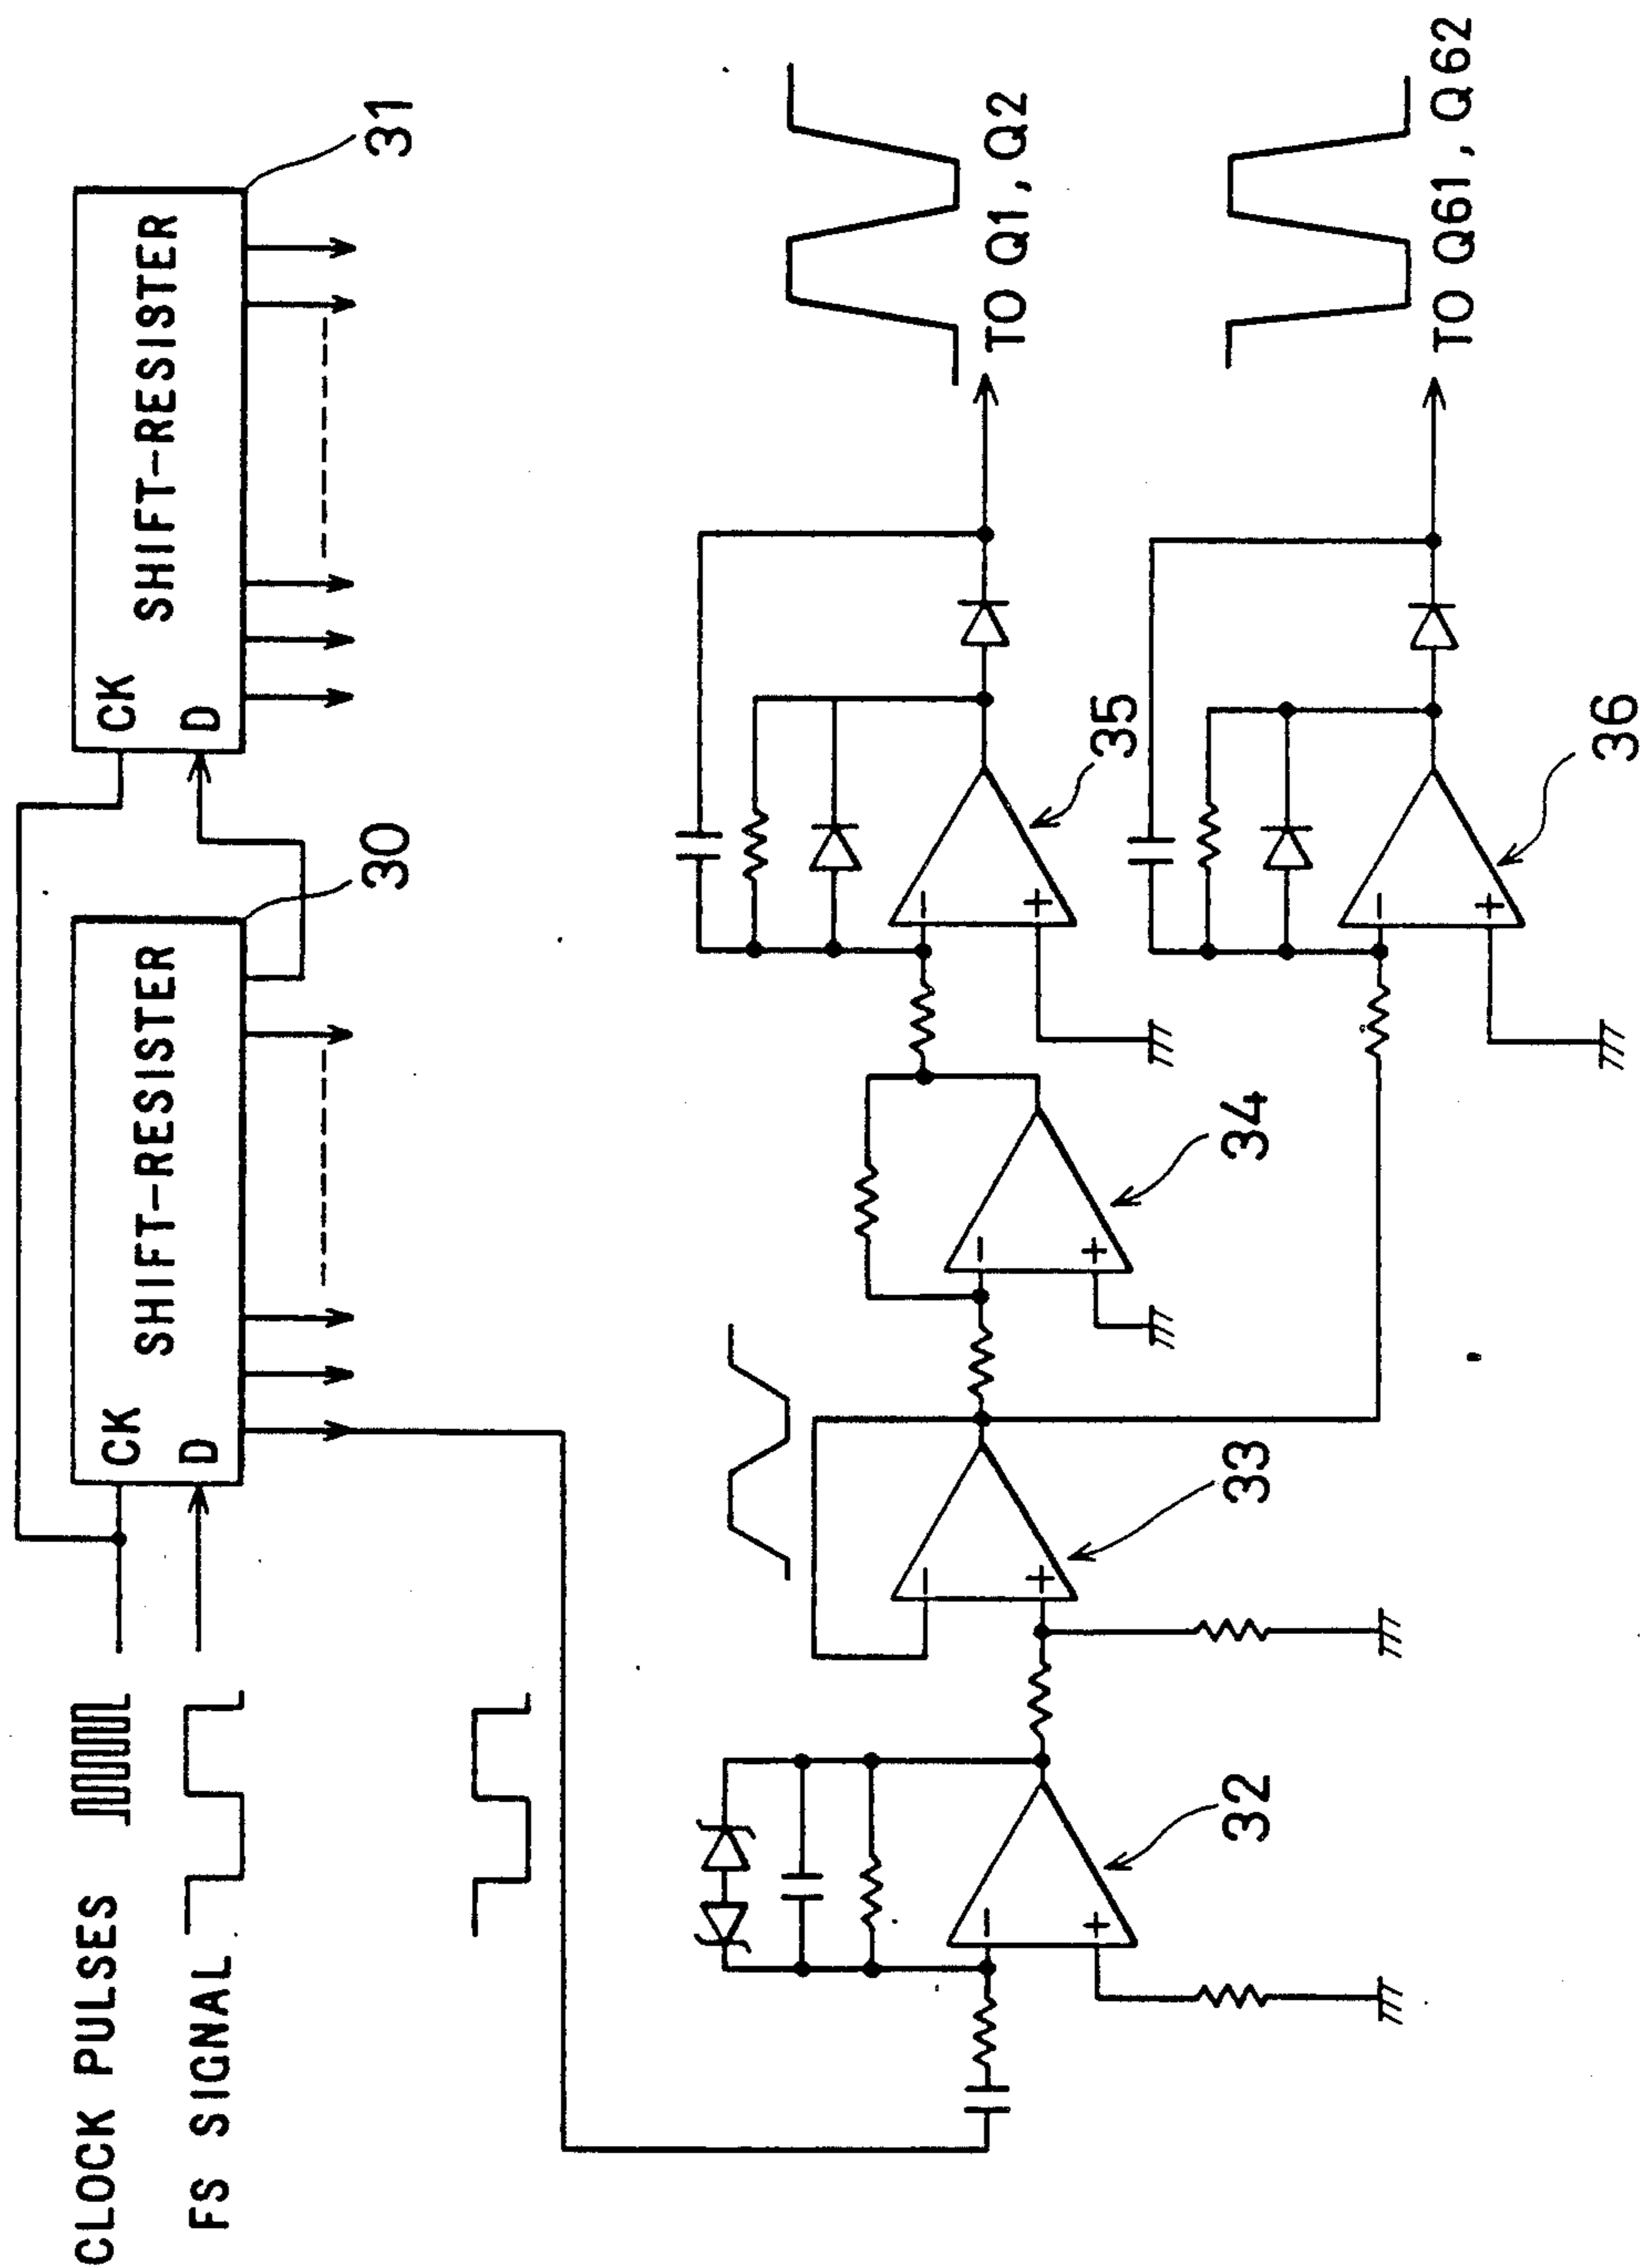 CLOCK PULSES
FS SIGNAL
CK
D
SHIFT-RESISTER
30
CK
D
SHIFT-RESISTER
31
32
33
34
35
36
TO Q1, Q2
TO Q61, Q62
−
+
−
+
−
+
−
+
−
+